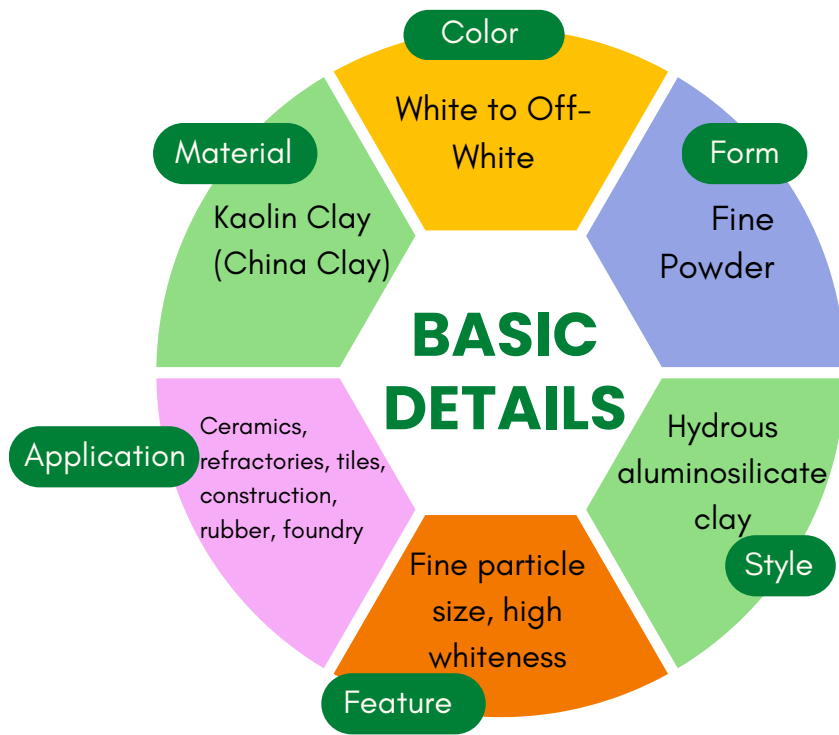 Color
White to Off-
White
Material
Kaolin Clay
(China Clay)
Form
Fine
Powder
BASIC
DETAILS
Application
Ceramics,
refractories, tiles,
construction,
rubber, foundry
Hydrous
aluminosilicate
clay
Style
Fine particle
size, high
whiteness
Feature